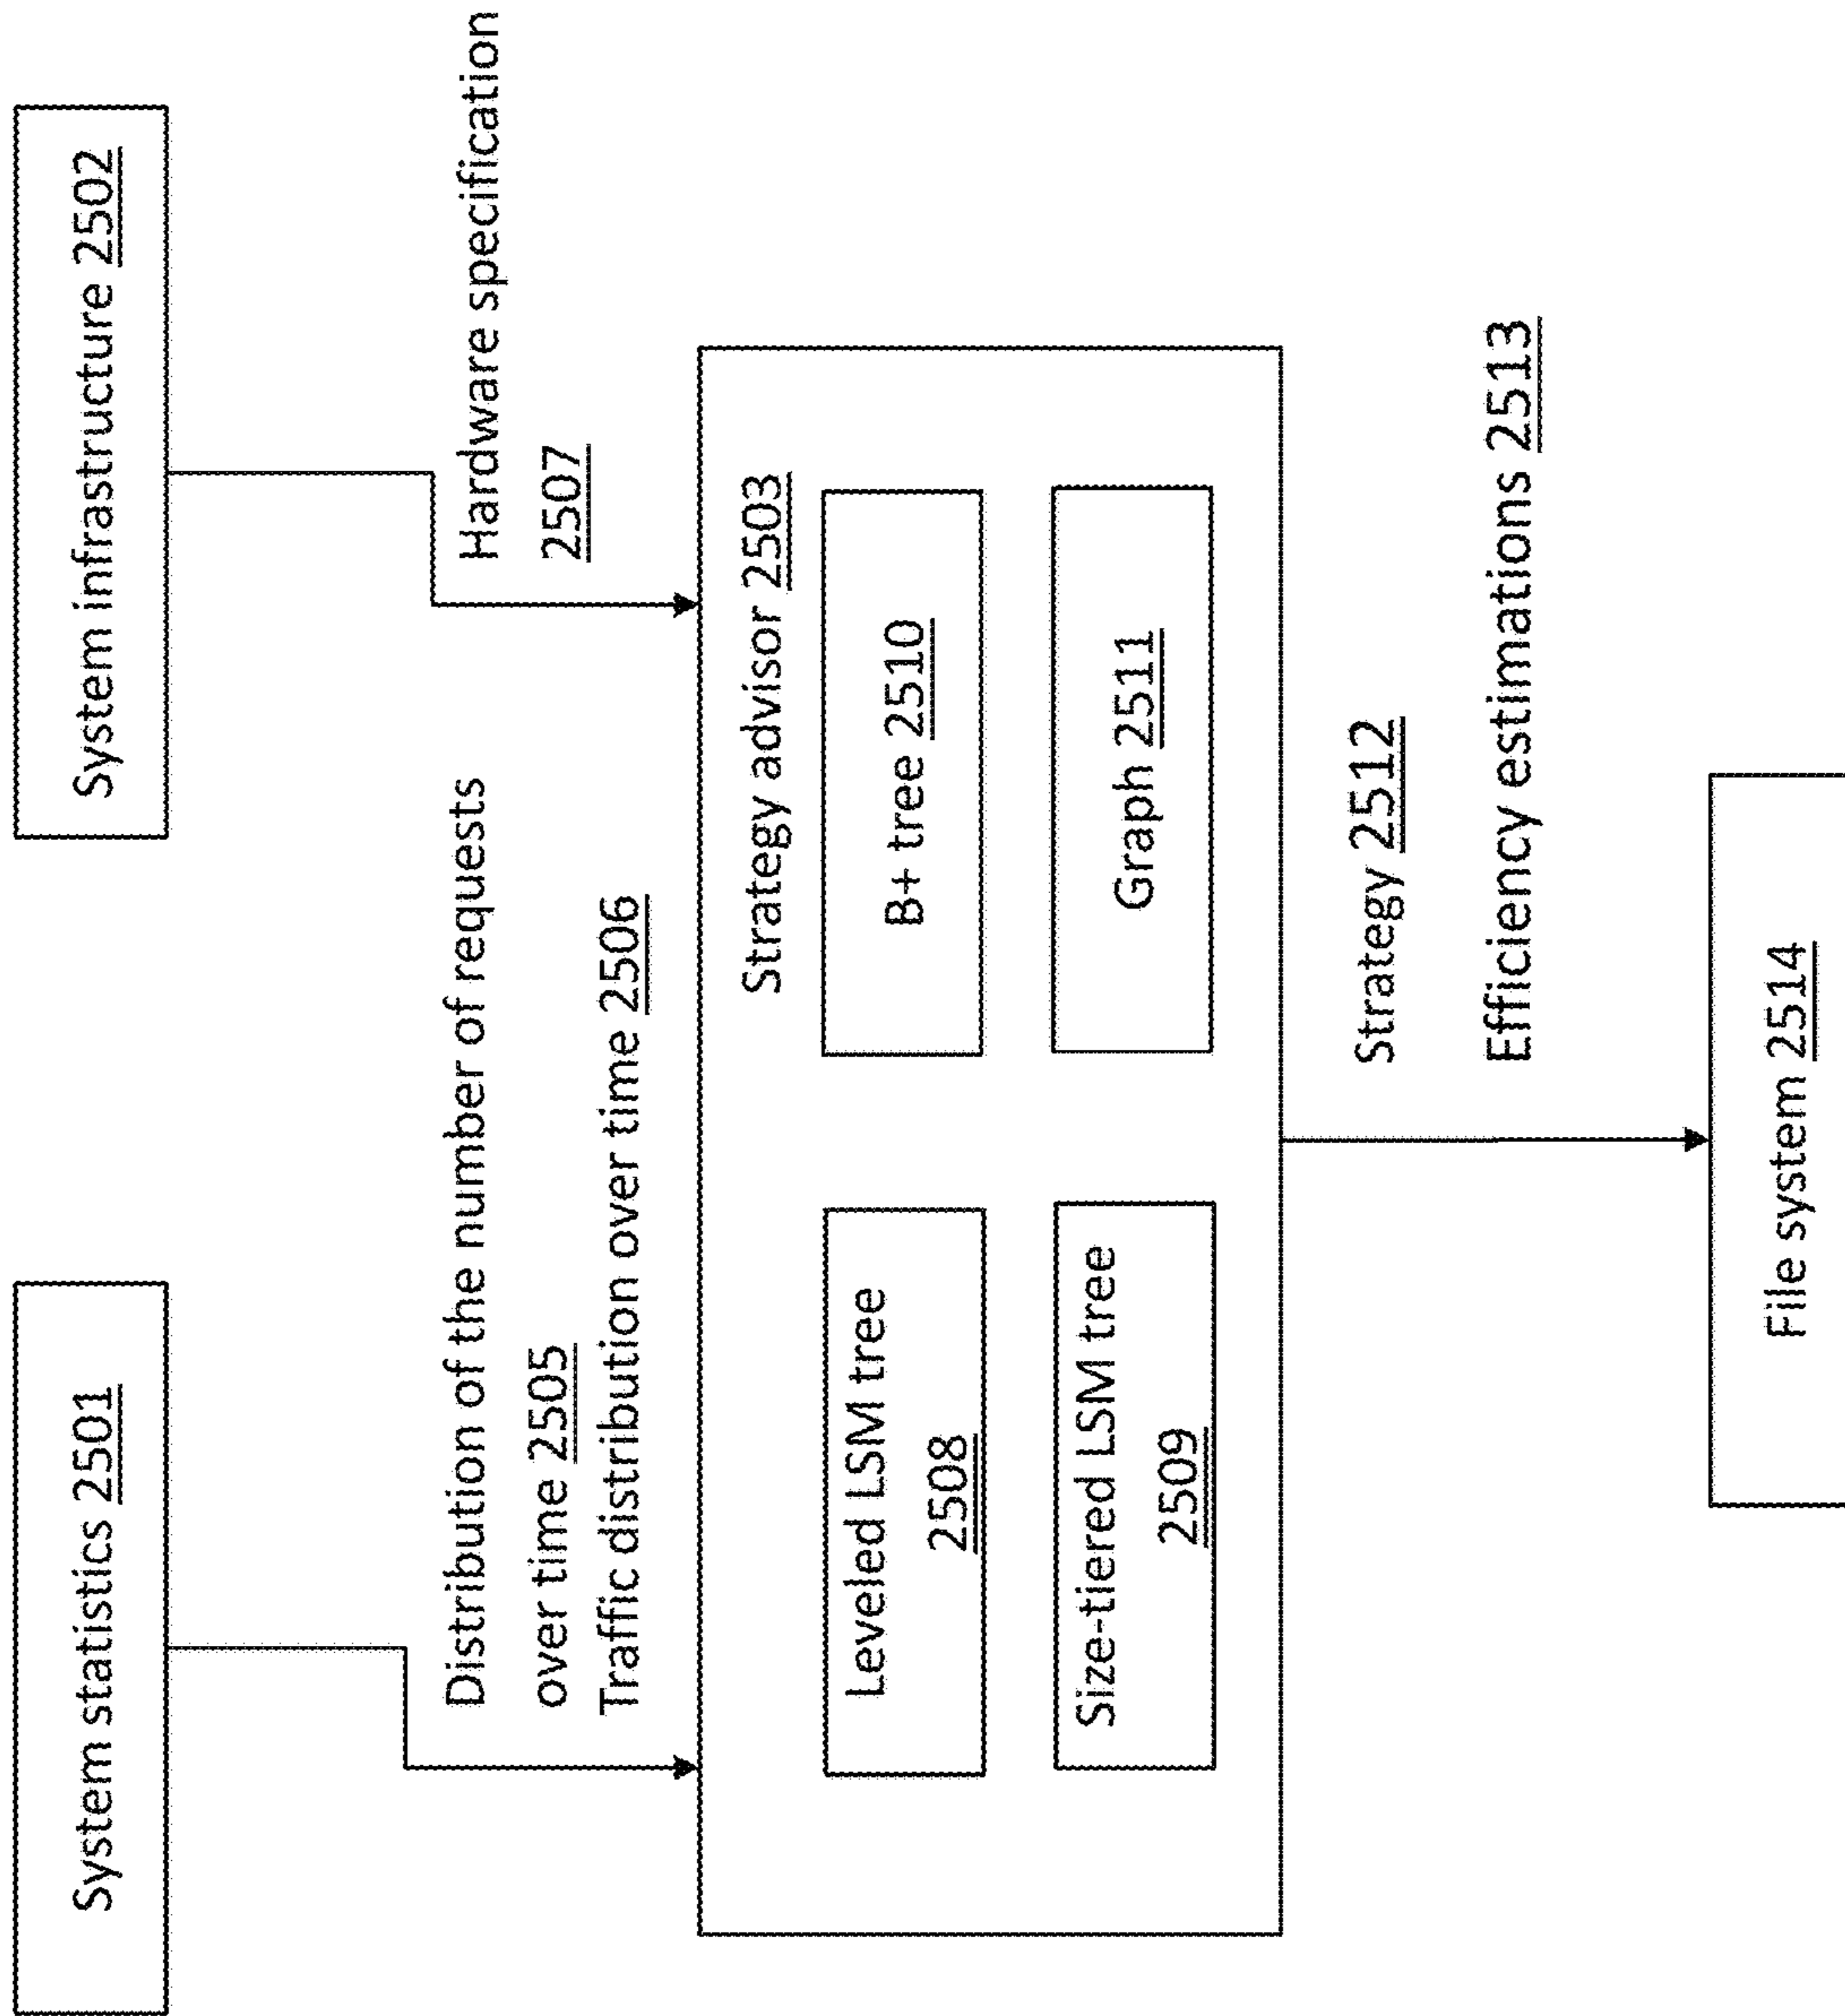 System statistics 2501
System infrastructure 2502
Distribution of the number of requests
over time 2505
Traffic distribution over time 2506
Hardware specification
2507
Strategy advisor 2503
Leveled LSM tree
2508
B+ tree 2510
Size-tiered LSM tree
2509
Graph 2511
Strategy 2512
Efficiency estimations 2513
File system 2514